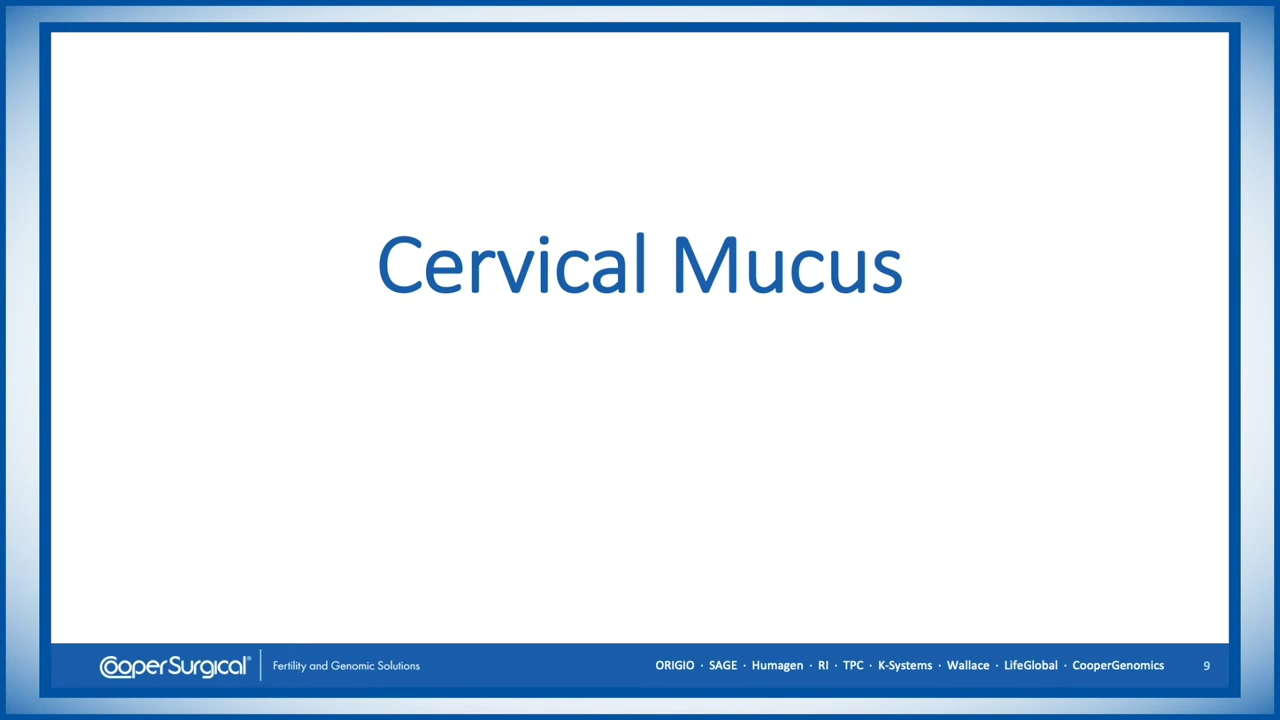 Cervical Mucus
CooperSurgical® Fertility and Genomic Solutions ORIGIO · SAGE · Humagen · RI · TPC · K-Systems · Wallace · LifeGlobal · CooperGenomics 9